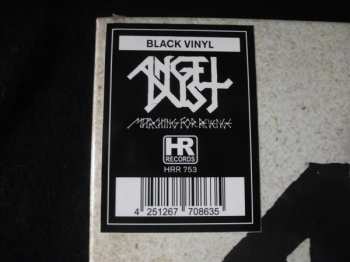 BLACK VINYL
ANGEL
DUST
MARCHING FOR REVENGE
HR
RECORDS
HRR 753
4 251267 708635